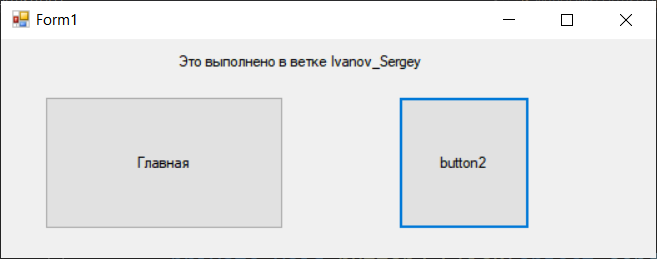 Form1
Это выполнено в ветке Ivanov_Sergey
Главная
button2